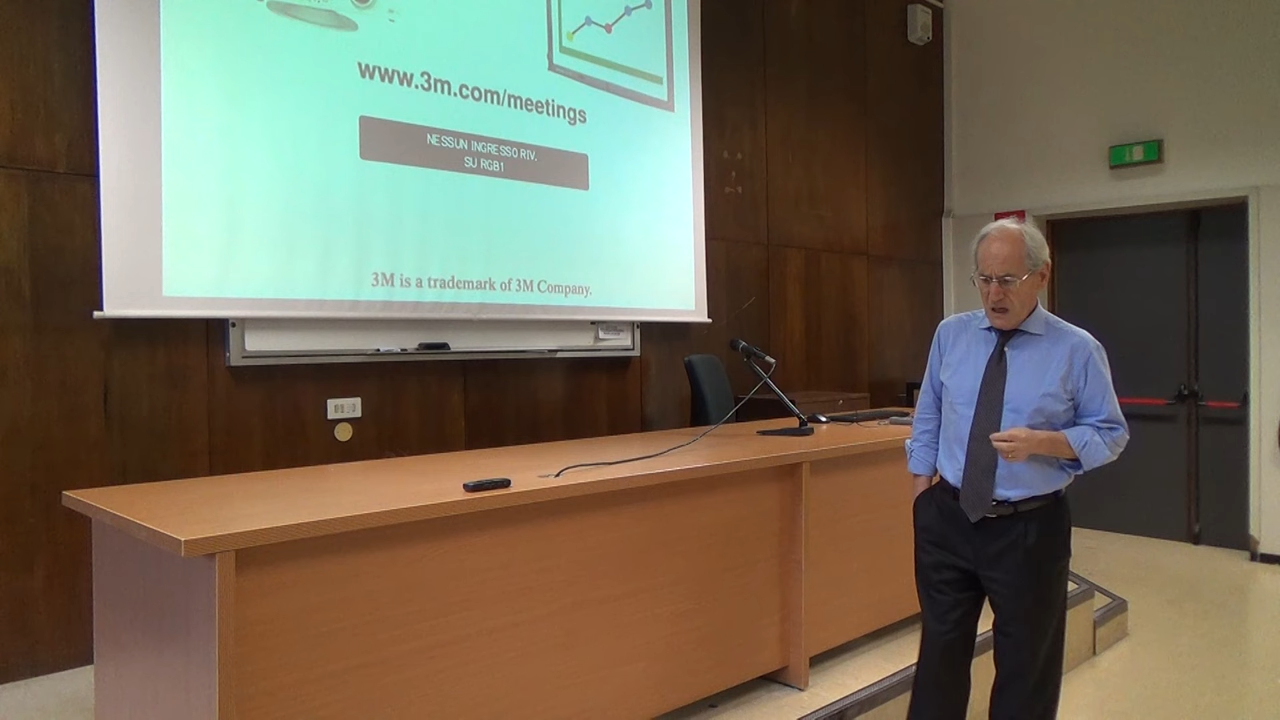 www.3m.com/meetings
NESSUN INGRESSO RIV.
SU RGB1
3M is a trademark of 3M Company.